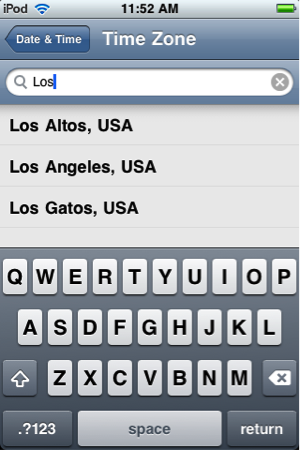 iPod 11:52 AM
Date & Time Time Zone
Los
Los Altos, USA
Los Angeles, USA
Los Gatos, USA
Q W E R T Y U I O P
A S D F G H J K L
Z X C V B N M
.?123 space return